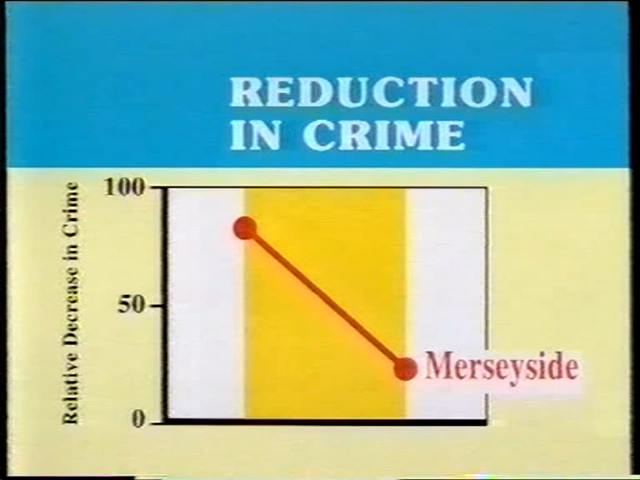 REDUCTION
IN CRIME
Relative Decrease in Crime
100
50
0
Merseyside